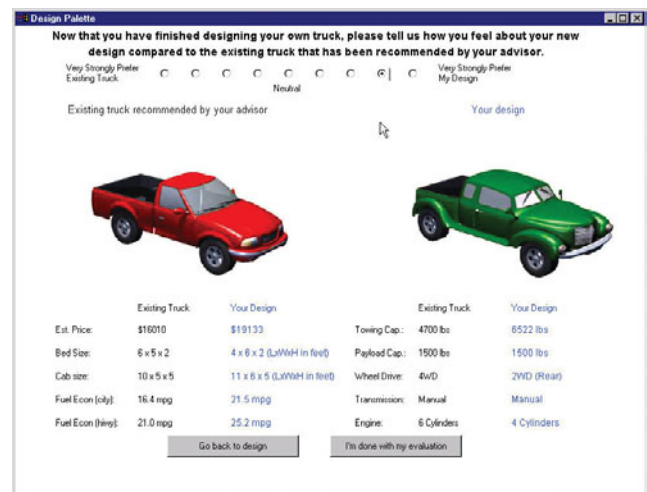 Design Palette
Now that you have finished designing your own truck, please tell us how you feel about your new
design compared to the existing truck that has been recommended by your advisor.
Very Strongly Prefer
Existing Truck
Neutral
Very Strongly Prefer
My Design
Existing truck recommended by your advisor
Your design
Existing Truck Your Design Existing Truck Your Design
Est. Price: $16010 $19133 Towing Cap.: 4700 lbs 6522 lbs
Bed Size: 6 x 5 x 2 4 x 6 x 2 (LxWxH in feet) Payload Cap.: 1500 lbs 1500 lbs
Cab size: 10 x 5 x 5 11 x 6 x 5 (LxWxH in feet) Wheel Drive: 4WD 2WD (Rear)
Fuel Econ (city): 16.4 mpg 21.5 mpg Transmission: Manual Manual
Fuel Econ (hiwy): 21.0 mpg 25.2 mpg Engine: 6 Cylinders 4 Cylinders
Go back to design I'm done with my evaluation